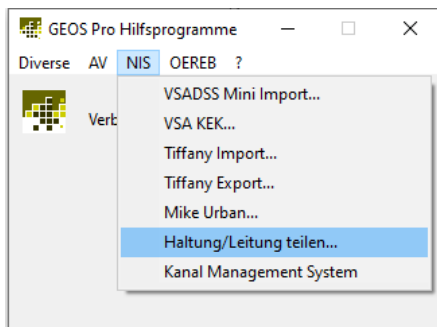 GEOS Pro Hilfsprogramme
Diverse AV NIS OEREB ?
VSADSS Mini Import...
Verb
VSA KEK...
Tiffany Import...
Tiffany Export...
Mike Urban...
Haltung/Leitung teilen...
Kanal Management System